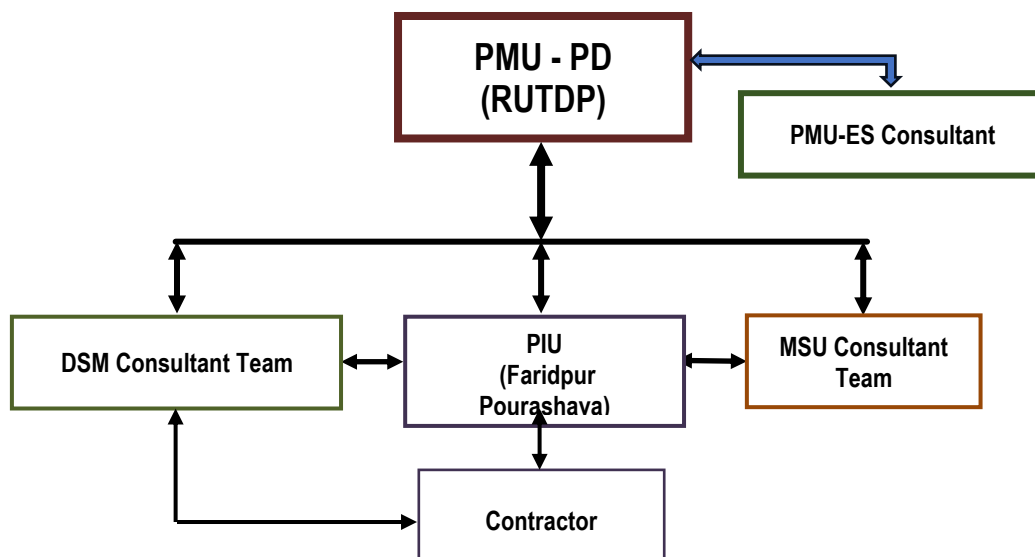 PMU - PD
(RUTDP)
PMU-ES Consultant
DSM Consultant Team
PIU
(Faridpur
Pourashava)
MSU Consultant
Team
Contractor